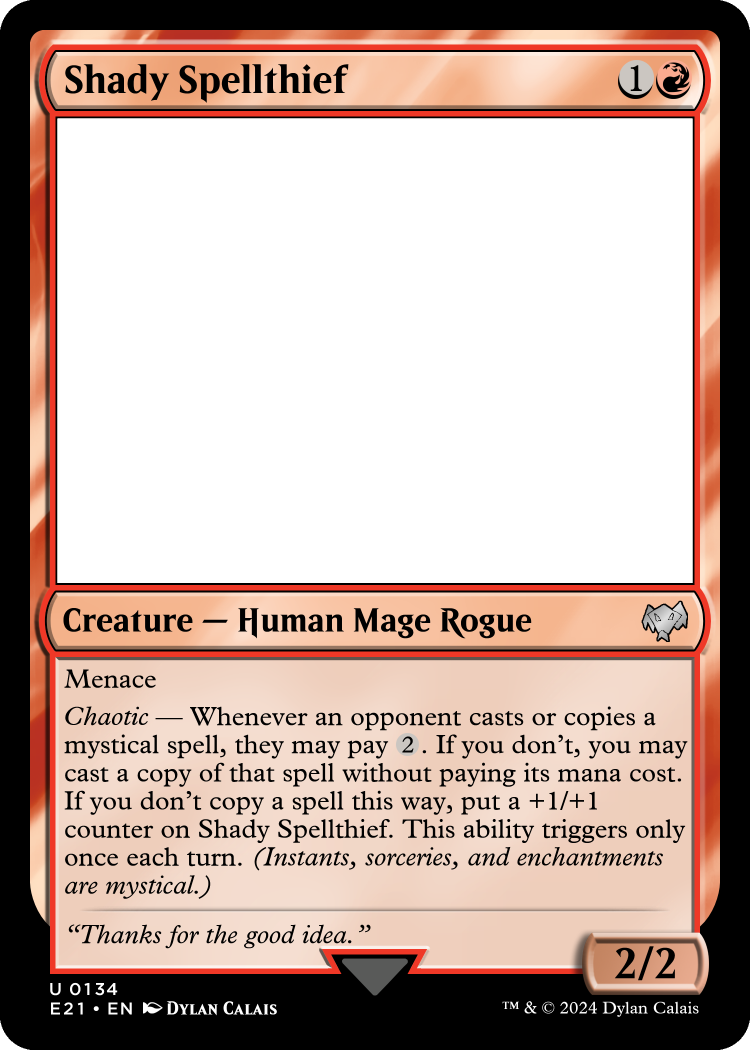 Shady Spellthief 1
Creature — Human Mage Rogue
Menace
Chaotic — Whenever an opponent casts or copies a
mystical spell, they may pay 2. If you don't, you may
cast a copy of that spell without paying its mana cost.
If you don't copy a spell this way, put a +1/+1
counter on Shady Spellthief. This ability triggers only
once each turn. (Instants, sorceries, and enchantments
are mystical.)
“Thanks for the good idea.”
2/2
U 0134
E21 • EN DYLAN CALAIS
™ & © 2024 Dylan Calais